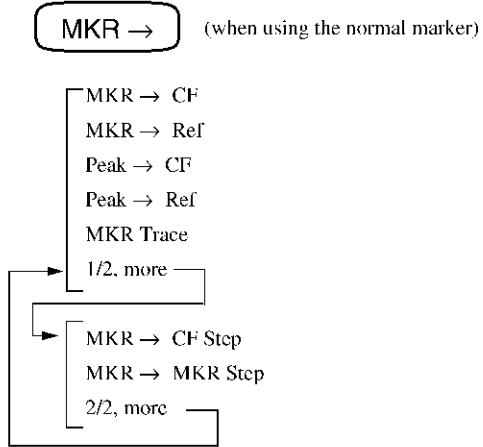 MKR → (when using the normal marker)
MKR → CF
MKR → Ref
Peak → CF
Peak → Ref
MKR Trace
1/2, more
MKR → CF Step
MKR → MKR Step
2/2, more